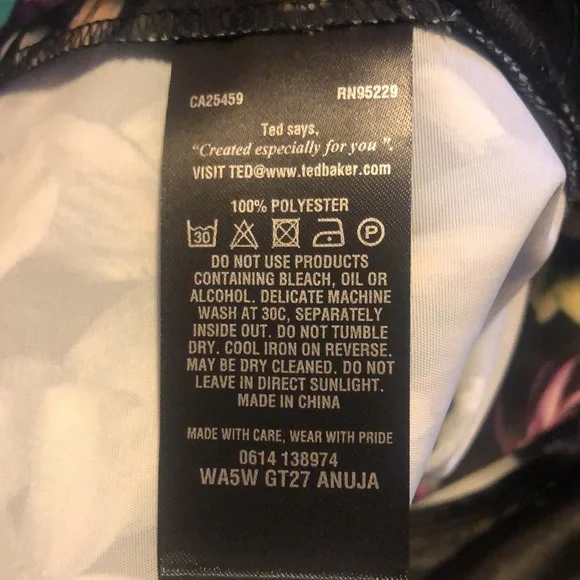 CA25459 RN95229
Ted says,
"Created especially for you".
VISIT TED@www.tedbaker.com
100% POLYESTER
30 P
DO NOT USE PRODUCTS
CONTAINING BLEACH, OIL OR
ALCOHOL. DELICATE MACHINE
WASH AT 30C, SEPARATELY
INSIDE OUT. DO NOT TUMBLE
DRY. COOL IRON ON REVERSE.
MAY BE DRY CLEANED. DO NOT
LEAVE IN DIRECT SUNLIGHT.
MADE IN CHINA
MADE WITH CARE, WEAR WITH PRIDE
0614 138974
WA5W GT27 ANUJA